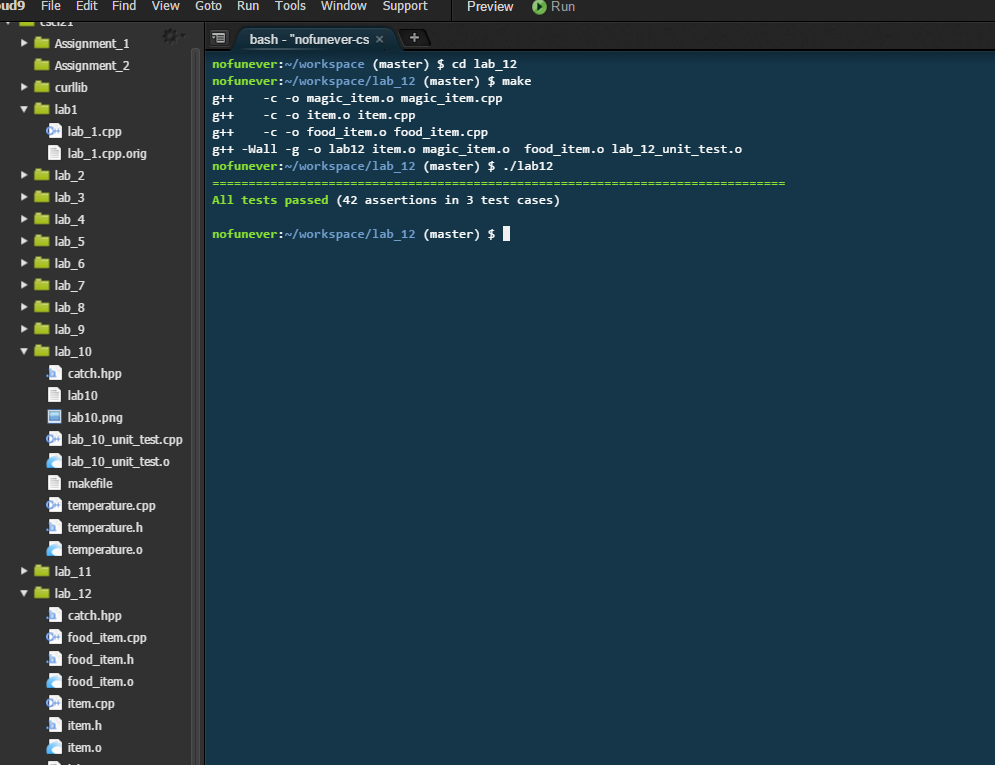 File Edit Find View Goto Run Tools Window Support Preview Run
bash - "nofunever-cs
Assignment_1
Assignment_2
curllib
lab1
lab_1.cpp
lab_1.cpp.orig
lab_2
lab_3
lab_4
lab_5
lab_6
lab_7
lab_8
lab_9
lab_10
catch.hpp
lab10
lab10.png
lab_10_unit_test.cpp
lab_10_unit_test.o
makefile
temperature.cpp
temperature.h
temperature.o
lab_11
lab_12
catch.hpp
food_item.cpp
food_item.h
food_item.o
item.cpp
item.h
item.o
nofunever:~/workspace (master) $ cd lab_12
nofunever:~/workspace/lab_12 (master) $ make
g++    -c -o magic_item.o magic_item.cpp
g++    -c -o item.o item.cpp
g++    -c -o food_item.o food_item.cpp
g++ -Wall -g -o lab12 item.o magic_item.o  food_item.o lab_12_unit_test.o
nofunever:~/workspace/lab_12 (master) $ ./lab12
===============================================================================
All tests passed (42 assertions in 3 test cases)
nofunever:~/workspace/lab_12 (master) $